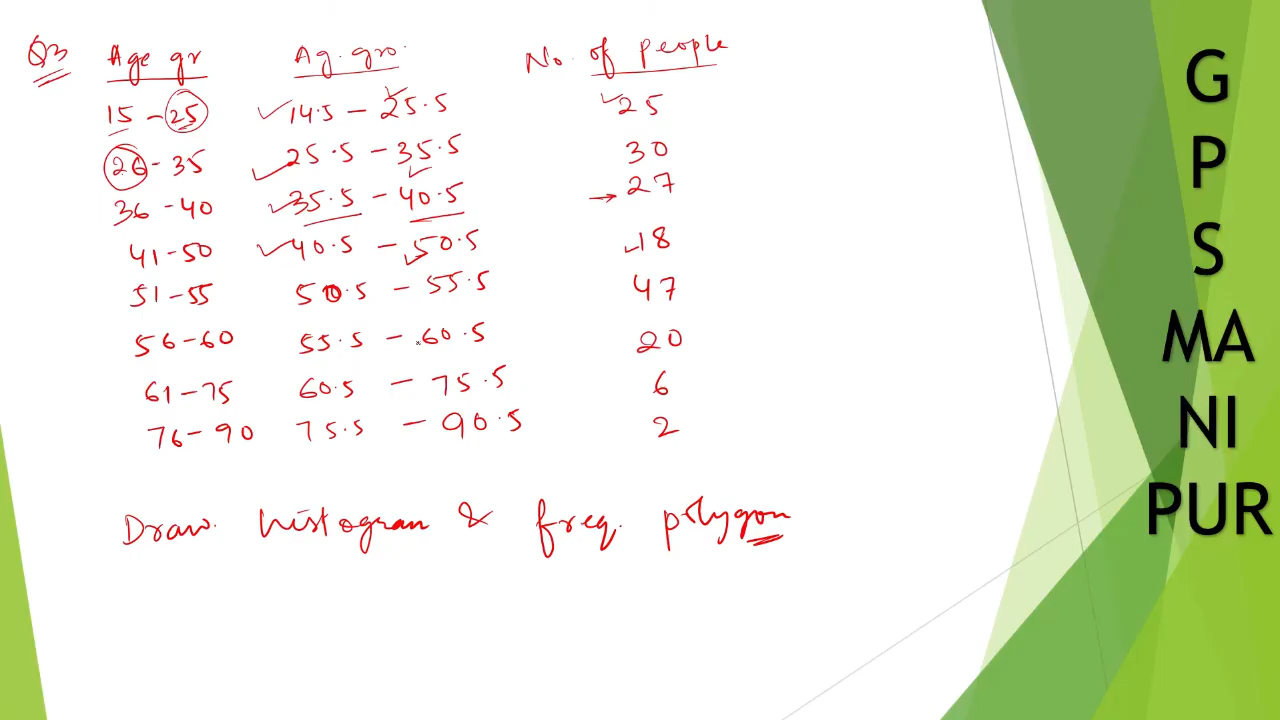 Q3 Age gr Ag. gro. No. of people
15 - 25 14.5 - 25.5 25
26 - 35 25.5 - 35.5 30
36 - 40 35.5 - 40.5 27
41 - 50 40.5 - 50.5 18
51 - 55 50.5 - 55.5 47
56 - 60 55.5 - 60.5 20
61 - 75 60.5 - 75.5 6
76 - 90 75.5 - 90.5 2
Draw histogram & freq. polygon
G
P
S
MA
NI
PUR